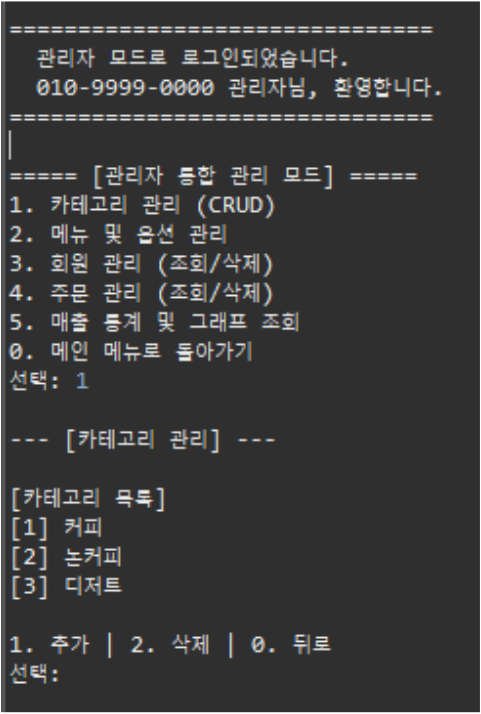 ===============================
관리자 모드로 로그인되었습니다.
010-9999-0000 관리자님, 환영합니다.
===============================
===== [관리자 통합 관리 모드] =====
1. 카테고리 관리 (CRUD)
2. 메뉴 및 옵션 관리
3. 회원 관리 (조회/삭제)
4. 주문 관리 (조회/삭제)
5. 매출 통계 및 그래프 조회
0. 메인 메뉴로 돌아가기
선택: 1
--- [카테고리 관리] ---
[카테고리 목록]
[1] 커피
[2] 논커피
[3] 디저트
1. 추가 | 2. 삭제 | 0. 뒤로
선택: